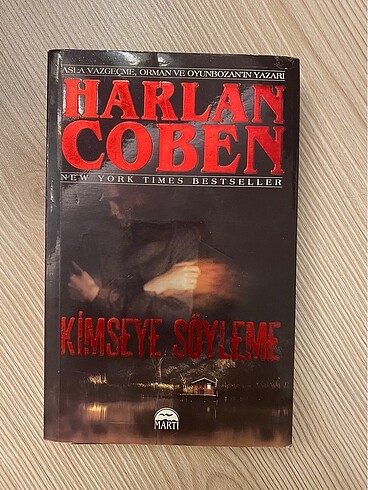 ASLA VAZGEÇME, ORMAN VE OYUNBOZAN'IN YAZARI
HARLAN
COBEN
NEW YORK TIMES BESTSELLER
KİMSEYE SÖYLEME
MARTI